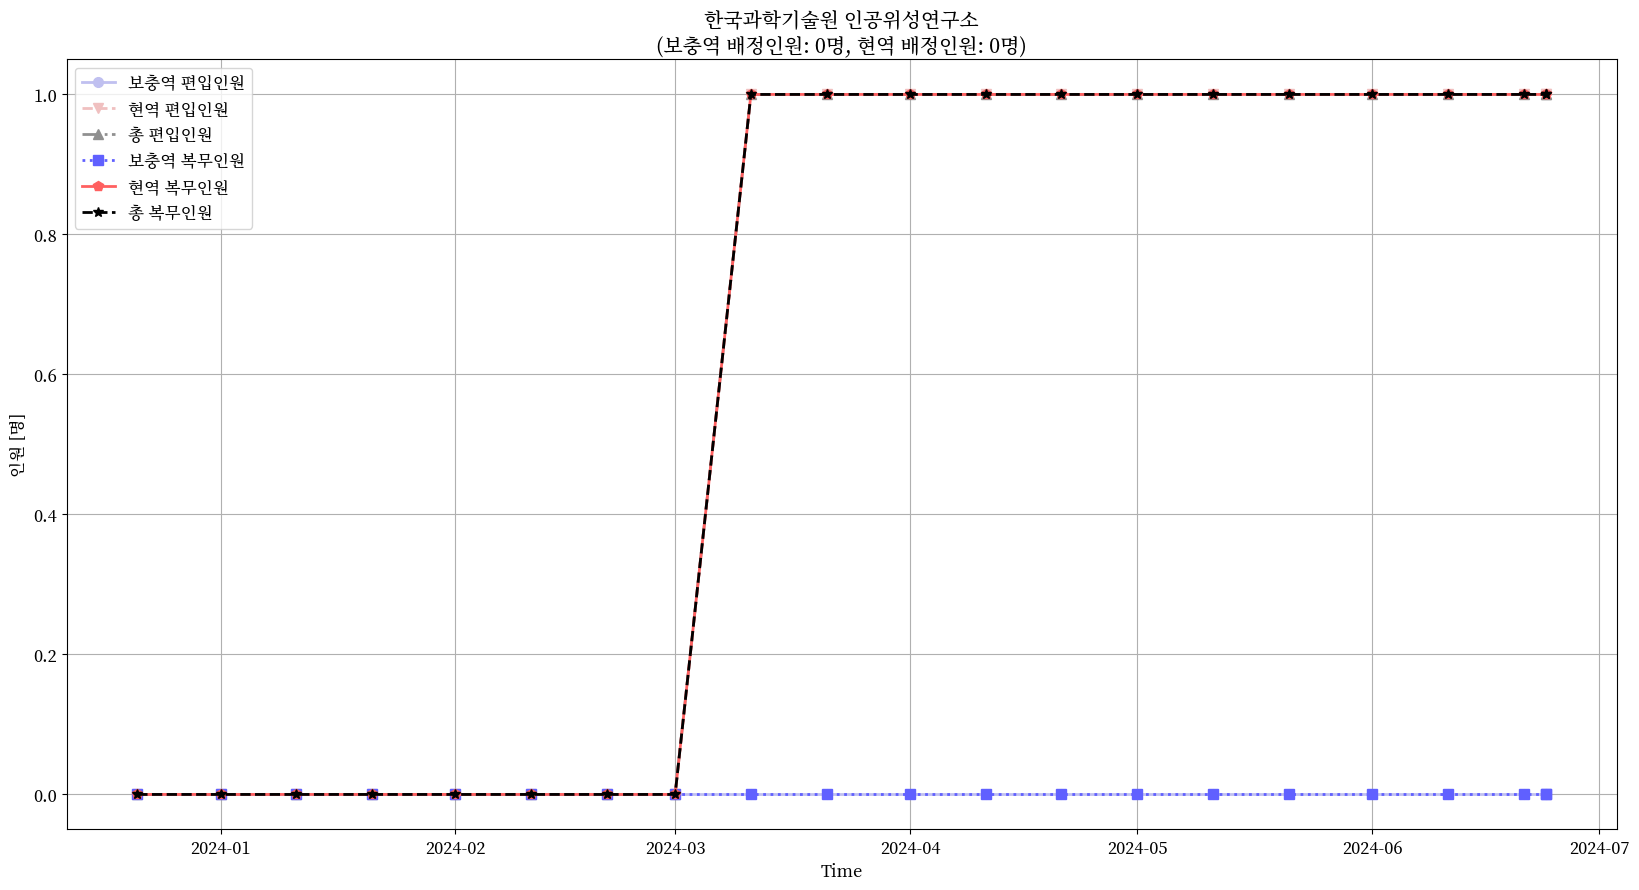 한국과학기술원 인공위성연구소
(보충역 배정인원: 0명, 현역 배정인원: 0명)
보충역 편입인원
현역 편입인원
총 편입인원
보충역 복무인원
현역 복무인원
총 복무인원
인원 [명]
1.0
0.8
0.6
0.4
0.2
0.0
2024-01
2024-02
2024-03
2024-04
2024-05
2024-06
2024-07
Time